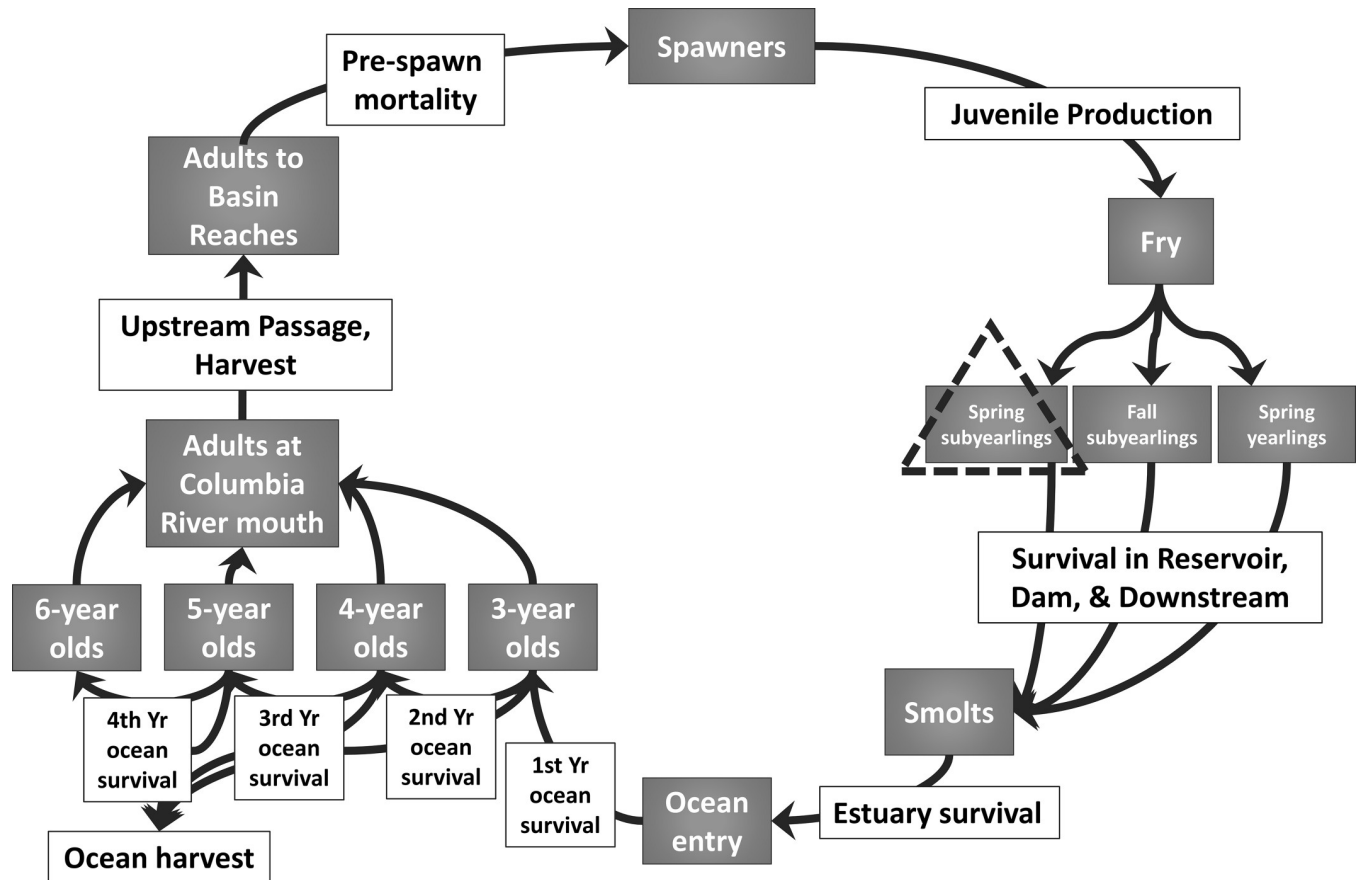 Spawners
Pre-spawn
mortality
Juvenile Production
Adults to
Basin
Reaches
Fry
Upstream Passage,
Harvest
Spring
subyearlings
Fall
subyearlings
Spring
yearlings
Adults at
Columbia
River mouth
Survival in Reservoir,
Dam, & Downstream
6-year
olds
5-year
olds
4-year
olds
3-year
olds
Smolts
4th Yr
ocean
survival
3rd Yr
ocean
survival
2nd Yr
ocean
survival
1st Yr
ocean
survival
Ocean
entry
Estuary survival
Ocean harvest